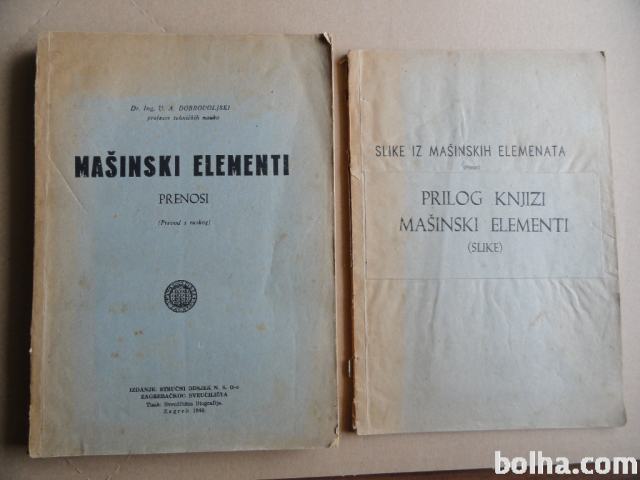 Dr. Ing. U. A. DOBROVOLJSKI
profesor tehničkih nauka
MAŠINSKI ELEMENTI
PRENOSI
(Prevod s ruskog)
IZDANJE STRUČNI ODSJEK N. S. O-e
ZAGREBAČKOG SVEUČILIŠTA
Tisak: Sveučilišna litografija.
Zagreb 1946.
SLIKE IZ MAŠINSKIH ELEMENATA
PRILOG KNJIZI
MAŠINSKI ELEMENTI
(SLIKE)
bolha.com